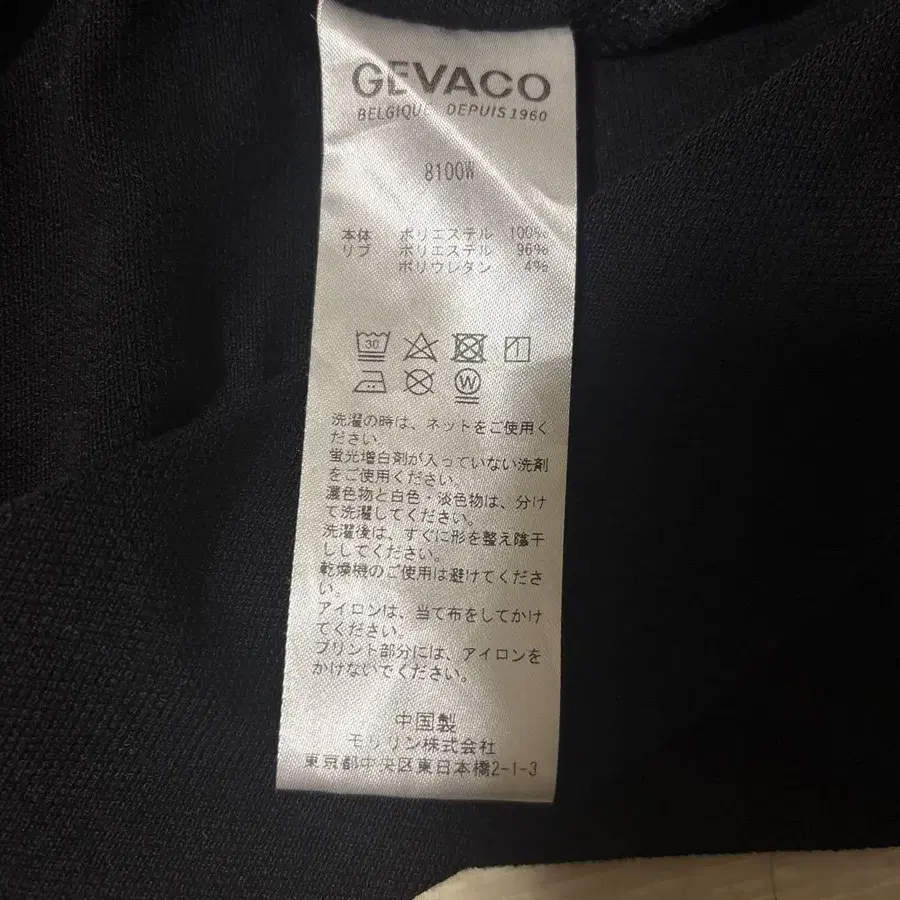 GEVACO
BELGIQUE DEPUIS 1960
8100W
本体 ポリエステル 100%
リブ ポリエステル 96%
ポリウレタン 4%
30
1
W
洗濯の時は、ネットをご使用く
ださい。
蛍光増白剤が入っていない洗剤
をご使用ください。
濃色物と白色・淡色物は、分け
て洗濯してください。
洗濯後は、すぐに形を整え陰干
ししてください。
乾燥機のご使用は避けてくださ
い。
アイロンは、当て布をしてかけ
てください。
プリント部分には、アイロンを
かけないでください。
中国製
モリリン株式会社
東京都中央区東日本橋2-1-3